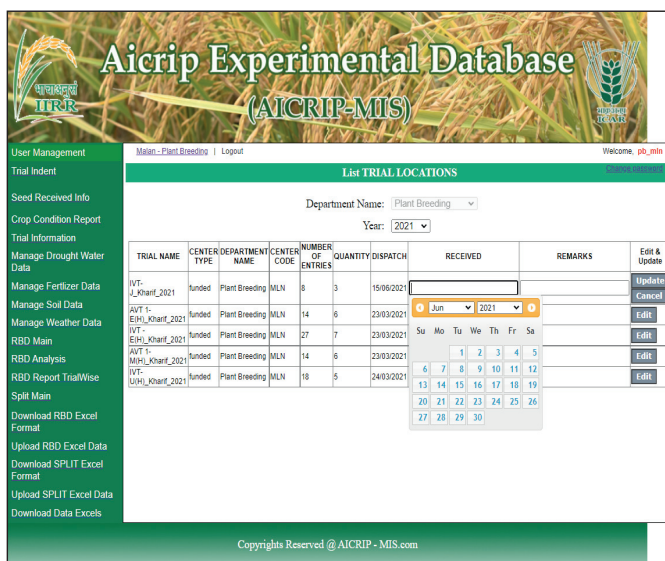 Aicrip Experimental Database
(AICRIP-MIS)
भाचाअनुसं
IIRR
भाकृअनुप
ICAR
User Management
Malan - Plant Breeding | Logout
Welcome, pb_mln
Change password
Trial Indent
Seed Received Info
Crop Condition Report
Trial Information
Manage Drought Water
Data
Manage Fertlizer Data
Manage Soil Data
Manage Weather Data
RBD Main
RBD Analysis
RBD Report TrialWise
Split Main
Download RBD Excel
Format
Upload RBD Excel Data
Download SPLIT Excel
Format
Upload SPLIT Excel Data
Download Data Excels
List TRIAL LOCATIONS
Department Name: Plant Breeding
Year: 2021
TRIAL NAME CENTER TYPE DEPARTMENT NAME CENTER CODE NUMBER OF ENTRIES QUANTITY DISPATCH RECEIVED REMARKS Edit & Update
IVT-
J_Kharif_2021 funded Plant Breeding MLN 8 3 15/06/2021 Update
Cancel
AVT 1-
E(H)_Kharif_2021 funded Plant Breeding MLN 14 6 23/03/2021 Edit
IVT -
E(H)_Kharif_2021 funded Plant Breeding MLN 27 7 23/03/2021 Edit
AVT 1-
M(H)_Kharif_2021 funded Plant Breeding MLN 14 6 23/03/2021 Edit
IVT-
U(H)_Kharif_2021 funded Plant Breeding MLN 18 5 24/03/2021 Edit
Jun 2021
Su Mo Tu We Th Fr Sa
1 2 3 4 5
6 7 8 9 10 11 12
13 14 15 16 17 18 19
20 21 22 23 24 25 26
27 28 29 30
Copyrights Reserved @ AICRIP - MIS.com